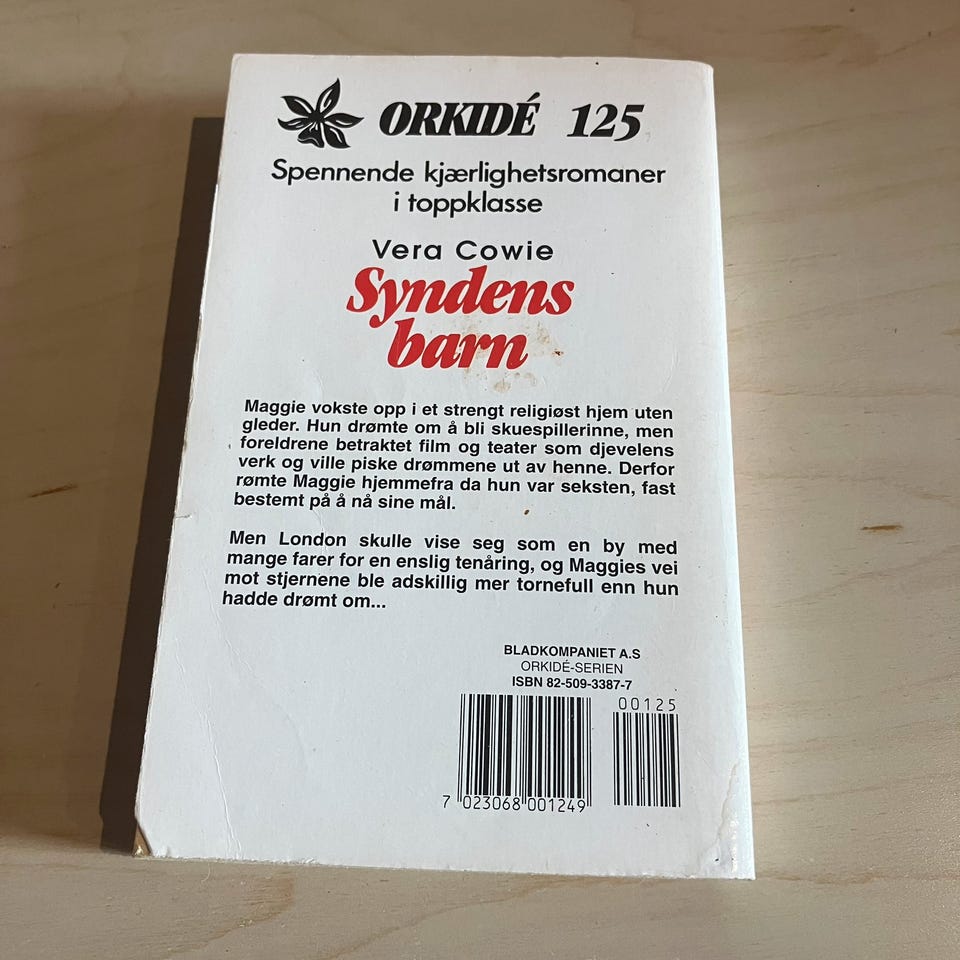 ORKIDÉ 125
Spennende kjærlighetsromaner
i toppklasse
Vera Cowie
Syndens
barn
Maggie vokste opp i et strengt religiøst hjem uten
gleder. Hun drømte om å bli skuespillerinne, men
foreldrene betraktet film og teater som djevelens
verk og ville piske drømmene ut av henne. Derfor
rømte Maggie hjemmefra da hun var seksten, fast
bestemt på å nå sine mål.
Men London skulle vise seg som en by med
mange farer for en enslig tenåring, og Maggies vei
mot stjernene ble adskillig mer tornefull enn hun
hadde drømt om...
BLADKOMPANIET A.S
ORKIDÉ-SERIEN
ISBN 82-509-3387-7
00125
7 023068 001249